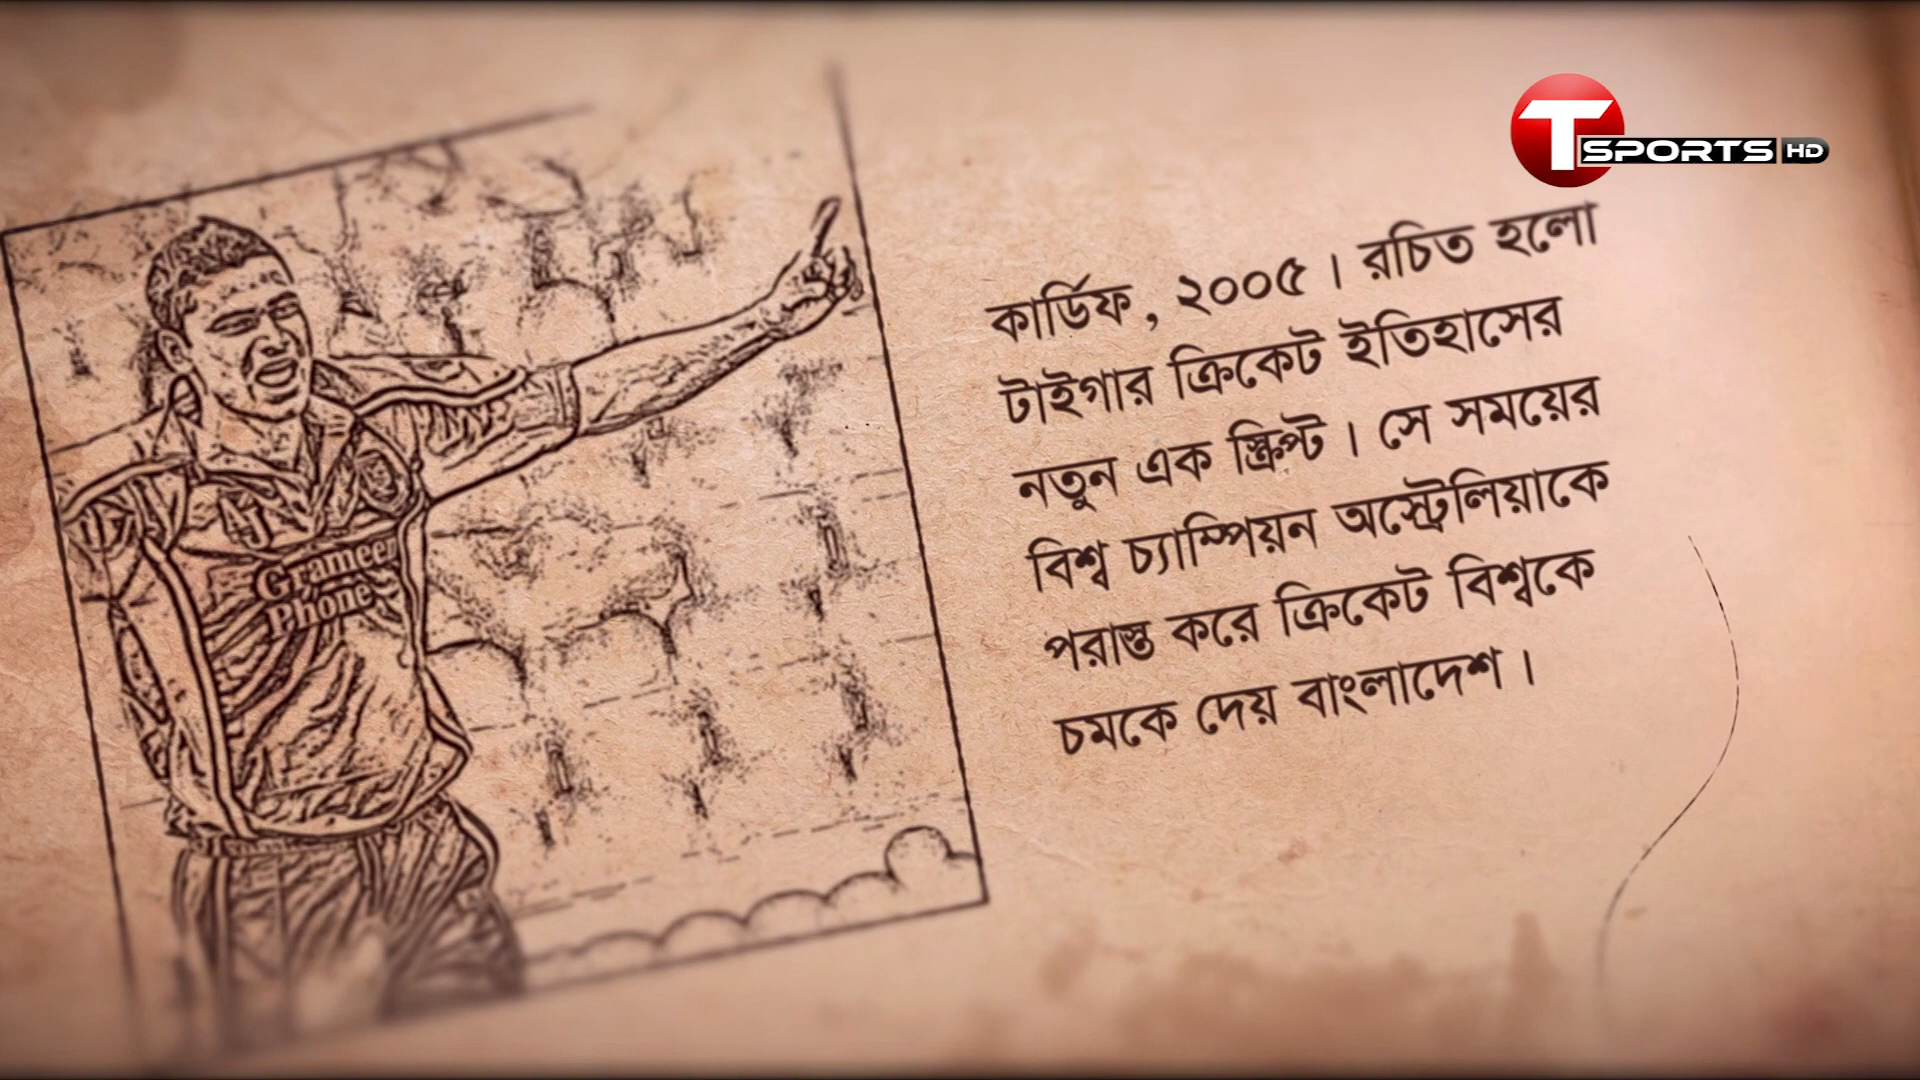 T SPORTS HD
কার্ডিফ, ২০০৫। রচিত হলো
টাইগার ক্রিকেট ইতিহাসের
নতুন এক স্ক্রিপ্ট। সে সময়ের
বিশ্ব চ্যাম্পিয়ন অস্ট্রেলিয়াকে
পরাস্ত করে ক্রিকেট বিশ্বকে
চমকে দেয় বাংলাদেশ।
Grameen
Phone